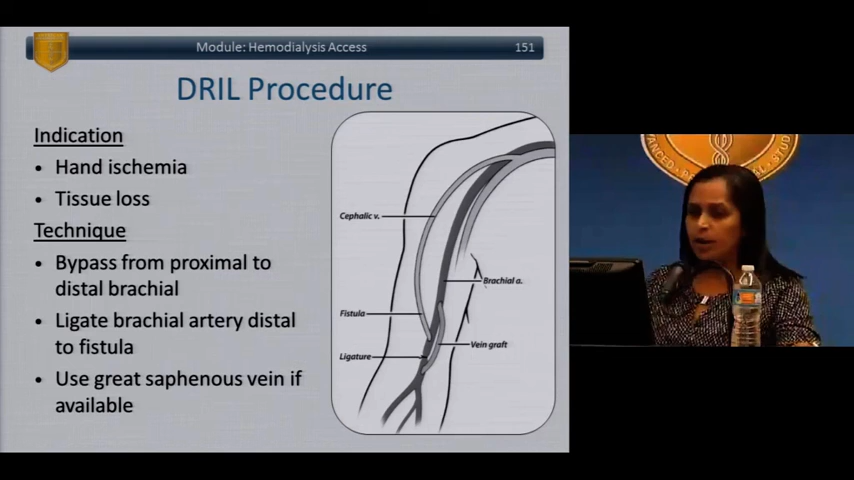 Module: Hemodialysis Access 151
DRIL Procedure
Indication
• Hand ischemia
• Tissue loss
Technique
• Bypass from proximal to
distal brachial
• Ligate brachial artery distal
to fistula
• Use great saphenous vein if
available
Cephalic v.
Brachial a.
Fistula
Vein graft
Ligature